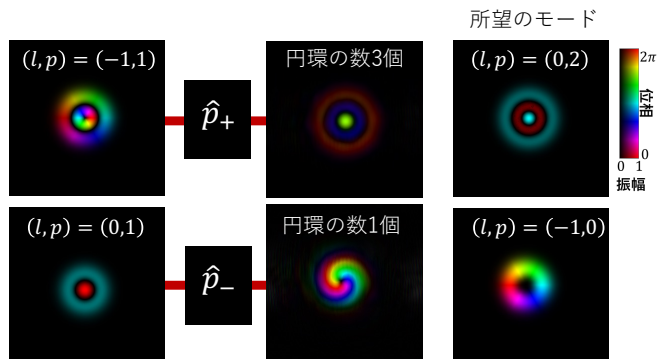 所望のモード
(l, p) = (−1,1)
p̂₊
円環の数3個
(l, p) = (0,2)
2π
位相
0
0 1
振幅
(l, p) = (0,1)
p̂₋
円環の数1個
(l, p) = (−1,0)